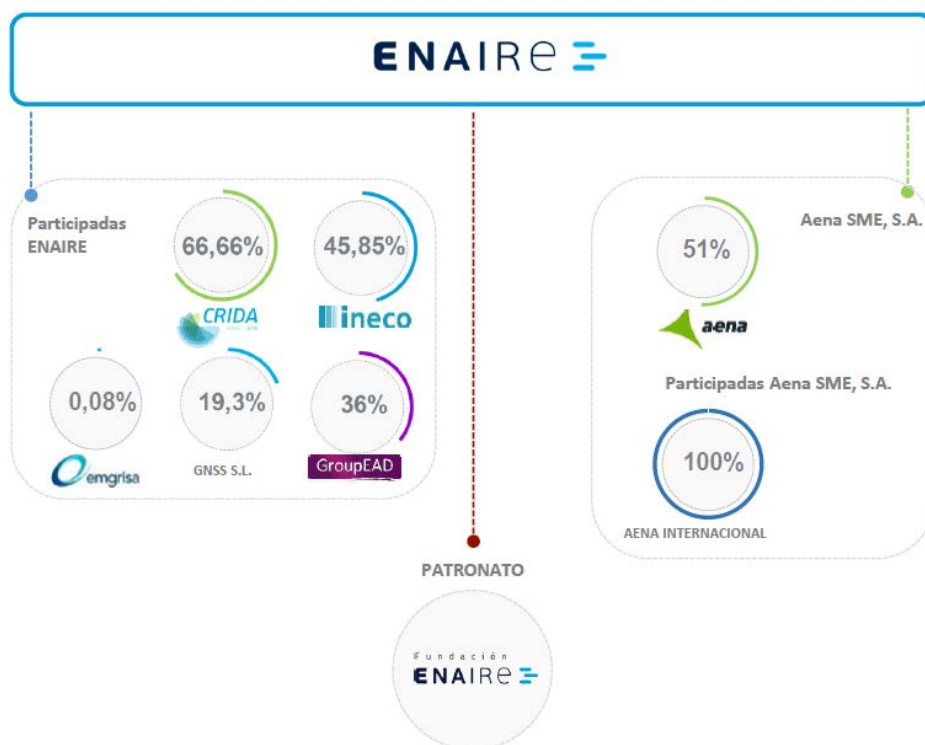 ENAIRE
Participadas
ENAIRE
66,66%
CRIDA
45,85%
ineco
0,08%
emgrisa
19,3%
GNSS S.L.
36%
GroupEAD
Aena SME, S.A.
51%
aena
Participadas Aena SME, S.A.
100%
AENA INTERNACIONAL
PATRONATO
Fundación
ENAIRE